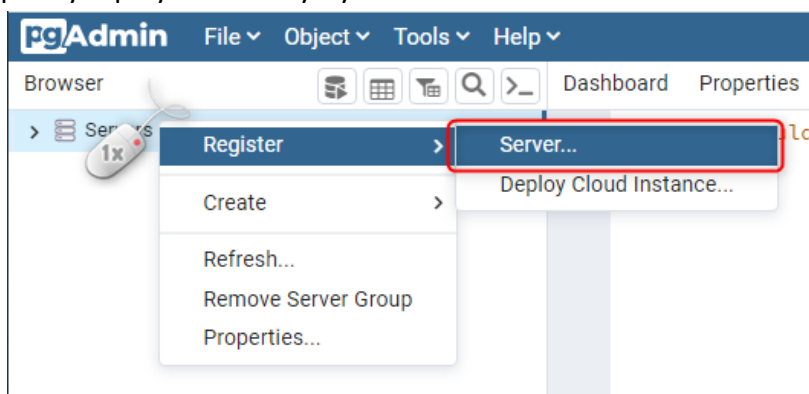 pgAdmin File Object Tools Help
Browser Dashboard Properties
Servers
1x
Register Server...
Deploy Cloud Instance...
Create
Refresh...
Remove Server Group
Properties...